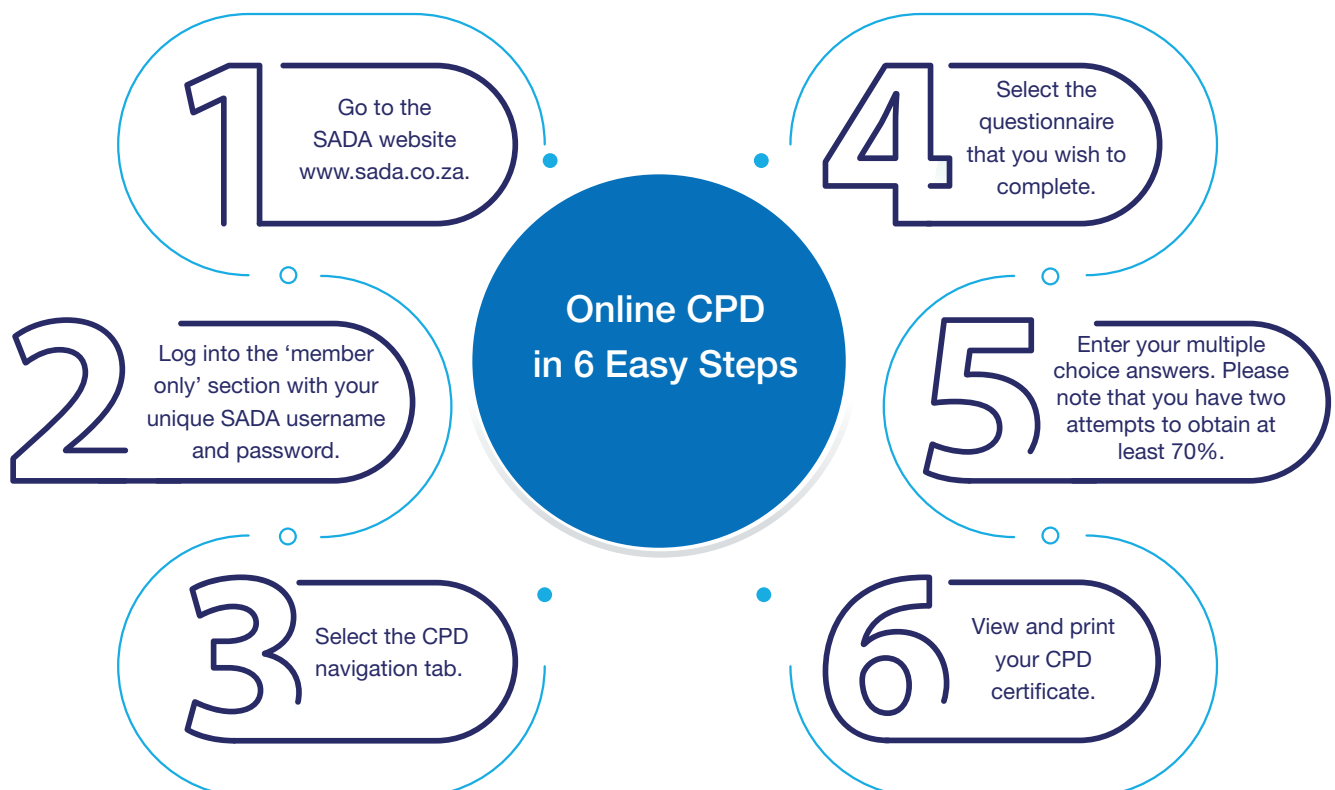 1
Go to the
SADA website
www.sada.co.za.
2
Log into the ‘member
only’ section with your
unique SADA username
and password.
3
Select the CPD
navigation tab.
Online CPD
in 6 Easy Steps
4
Select the
questionnaire
that you wish to
complete.
5
Enter your multiple
choice answers. Please
note that you have two
attempts to obtain at
least 70%.
6
View and print
your CPD
certificate.